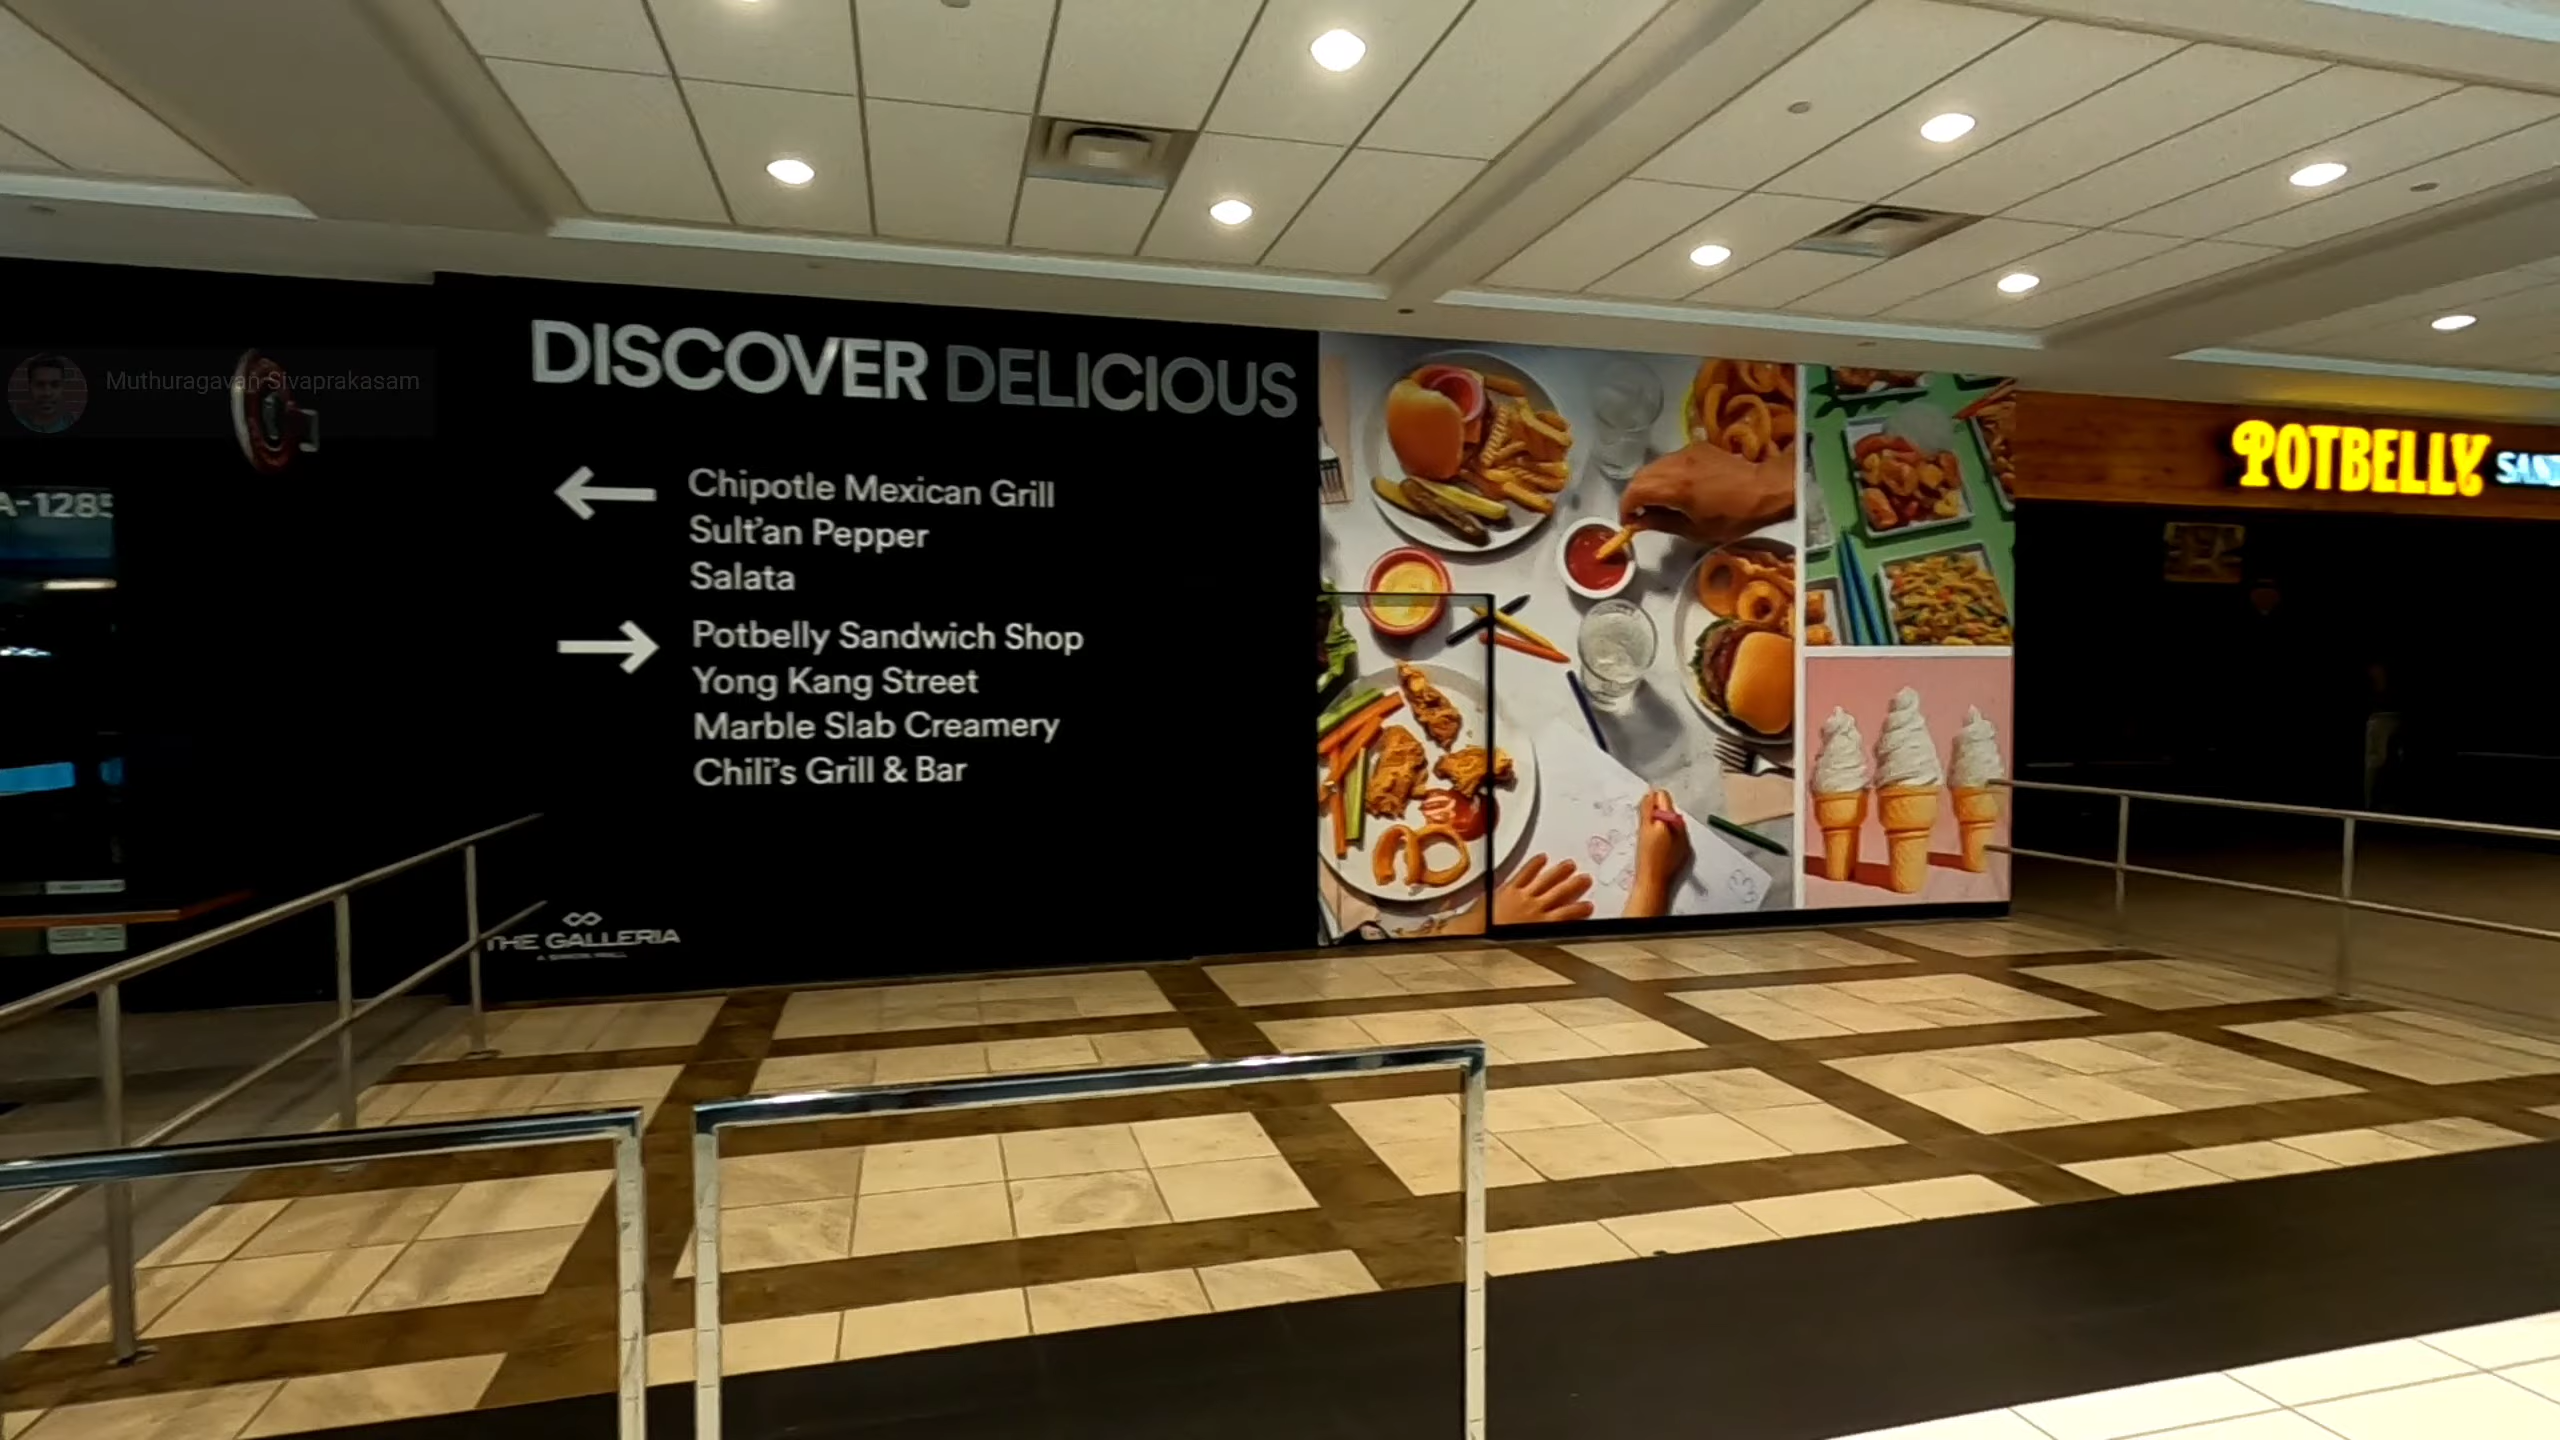 DISCOVER DELICIOUS
Chipotle Mexican Grill
Sult'an Pepper
Salata
Potbelly Sandwich Shop
Yong Kang Street
Marble Slab Creamery
Chili's Grill & Bar
THE GALLERIA
POTBELLY
Muthuragavan Sivaprakasam